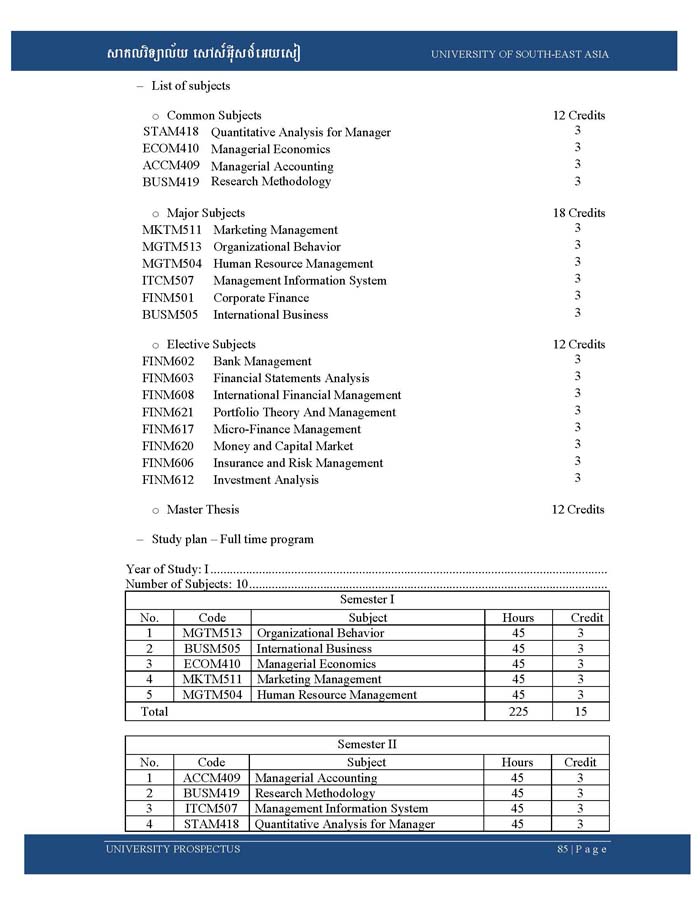 សាកលវិទ្យាល័យ សៅស៍អ៊ីសថ៍អេយសៀ UNIVERSITY OF SOUTH-EAST ASIA
– List of subjects
o Common Subjects 12 Credits
STAM418 Quantitative Analysis for Manager 3
ECOM410 Managerial Economics 3
ACCM409 Managerial Accounting 3
BUSM419 Research Methodology 3
o Major Subjects 18 Credits
MKTM511 Marketing Management 3
MGTM513 Organizational Behavior 3
MGTM504 Human Resource Management 3
ITCM507 Management Information System 3
FINM501 Corporate Finance 3
BUSM505 International Business 3
o Elective Subjects 12 Credits
FINM602 Bank Management 3
FINM603 Financial Statements Analysis 3
FINM608 International Financial Management 3
FINM621 Portfolio Theory And Management 3
FINM617 Micro-Finance Management 3
FINM620 Money and Capital Market 3
FINM606 Insurance and Risk Management 3
FINM612 Investment Analysis 3
o Master Thesis 12 Credits
– Study plan – Full time program
Year of Study: I
Number of Subjects: 10
Semester I
No. Code Subject Hours Credit
1 MGTM513 Organizational Behavior 45 3
2 BUSM505 International Business 45 3
3 ECOM410 Managerial Economics 45 3
4 MKTM511 Marketing Management 45 3
5 MGTM504 Human Resource Management 45 3
Total 225 15
Semester II
No. Code Subject Hours Credit
1 ACCM409 Managerial Accounting 45 3
2 BUSM419 Research Methodology 45 3
3 ITCM507 Management Information System 45 3
4 STAM418 Quantitative Analysis for Manager 45 3
UNIVERSITY PROSPECTUS 85 | P a g e